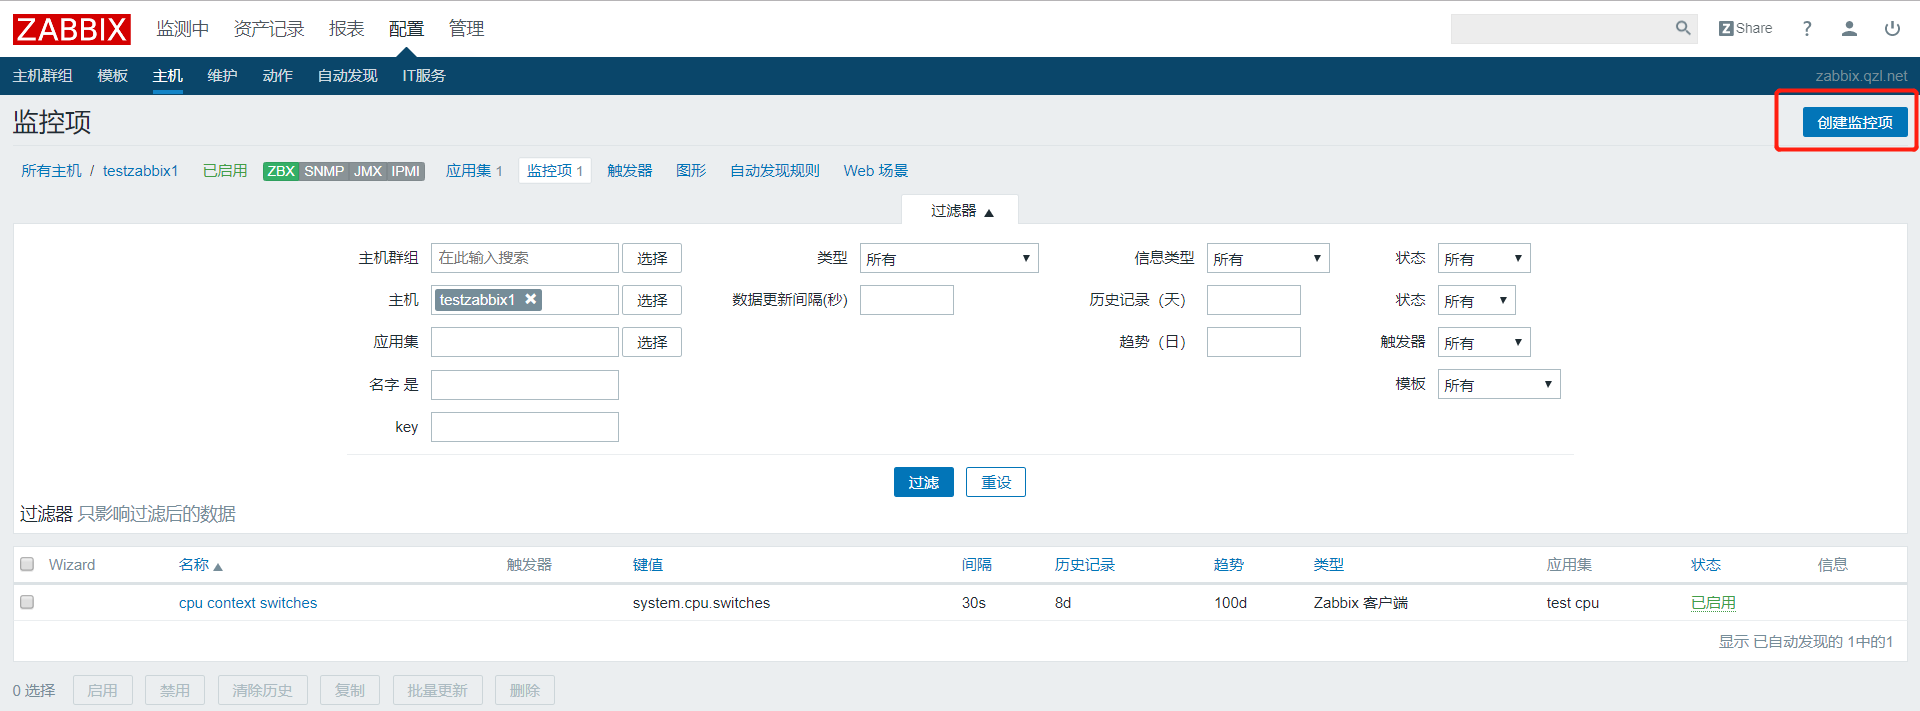 ZABBIX 监测中 资产记录 报表 配置 管理 Z Share ?
主机群组 模板 主机 维护 动作 自动发现 IT服务 zabbix.qzl.net
监控项 创建监控项
所有主机 / testzabbix1 已启用 ZBX SNMP JMX IPMI 应用集 1 监控项 1 触发器 图形 自动发现规则 Web 场景
过滤器 ▲
主机群组 在此输入搜索 选择 类型 所有 信息类型 所有 状态 所有
主机 testzabbix1 选择 数据更新间隔(秒) 历史记录（天） 状态 所有
应用集 选择 趋势（日） 触发器 所有
名字 是 模板 所有
key
过滤 重设
过滤器 只影响过滤后的数据
Wizard 名称 ▲ 触发器 键值 间隔 历史记录 趋势 类型 应用集 状态 信息
cpu context switches system.cpu.switches 30s 8d 100d Zabbix 客户端 test cpu 已启用
显示 已自动发现的 1中的1
0 选择 启用 禁用 清除历史 复制 批量更新 删除